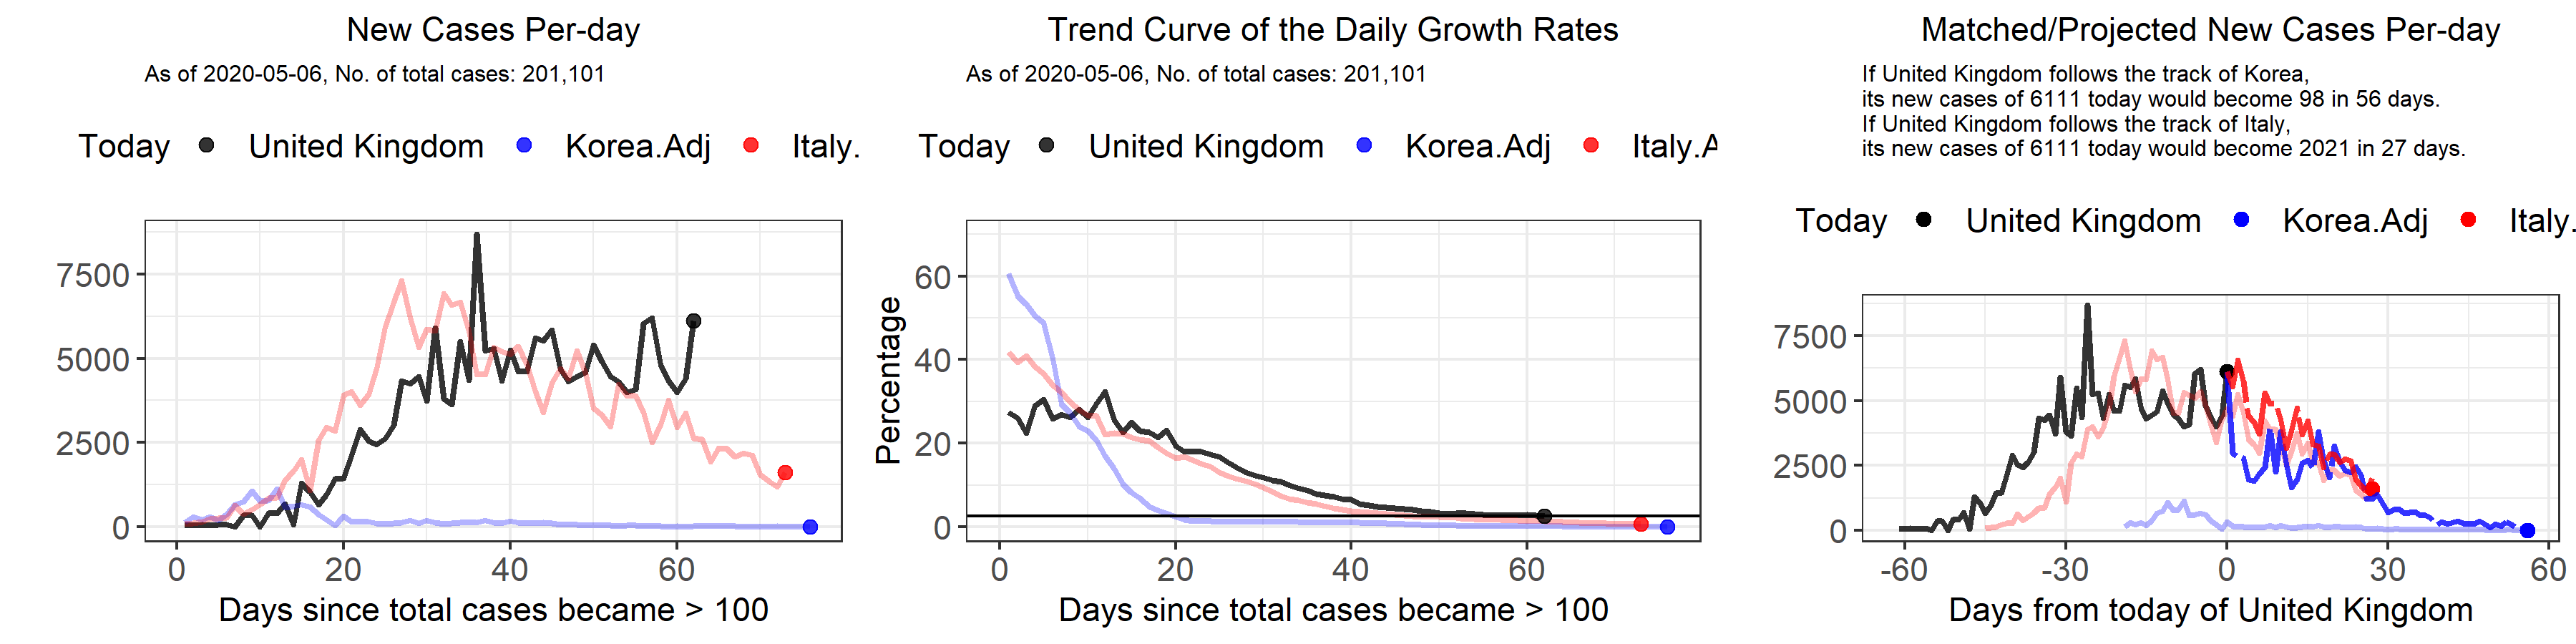 New Cases Per-day
As of 2020-05-06, No. of total cases: 201,101
Today United Kingdom Korea.Adj Italy.
7500
5000
2500
0
0 20 40 60
Days since total cases became > 100
Trend Curve of the Daily Growth Rates
As of 2020-05-06, No. of total cases: 201,101
Today United Kingdom Korea.Adj Italy.A
Percentage
60
40
20
0
0 20 40 60
Days since total cases became > 100
Matched/Projected New Cases Per-day
If United Kingdom follows the track of Korea,
its new cases of 6111 today would become 98 in 56 days.
If United Kingdom follows the track of Italy,
its new cases of 6111 today would become 2021 in 27 days.
Today United Kingdom Korea.Adj Italy.
7500
5000
2500
0
-60 -30 0 30 60
Days from today of United Kingdom